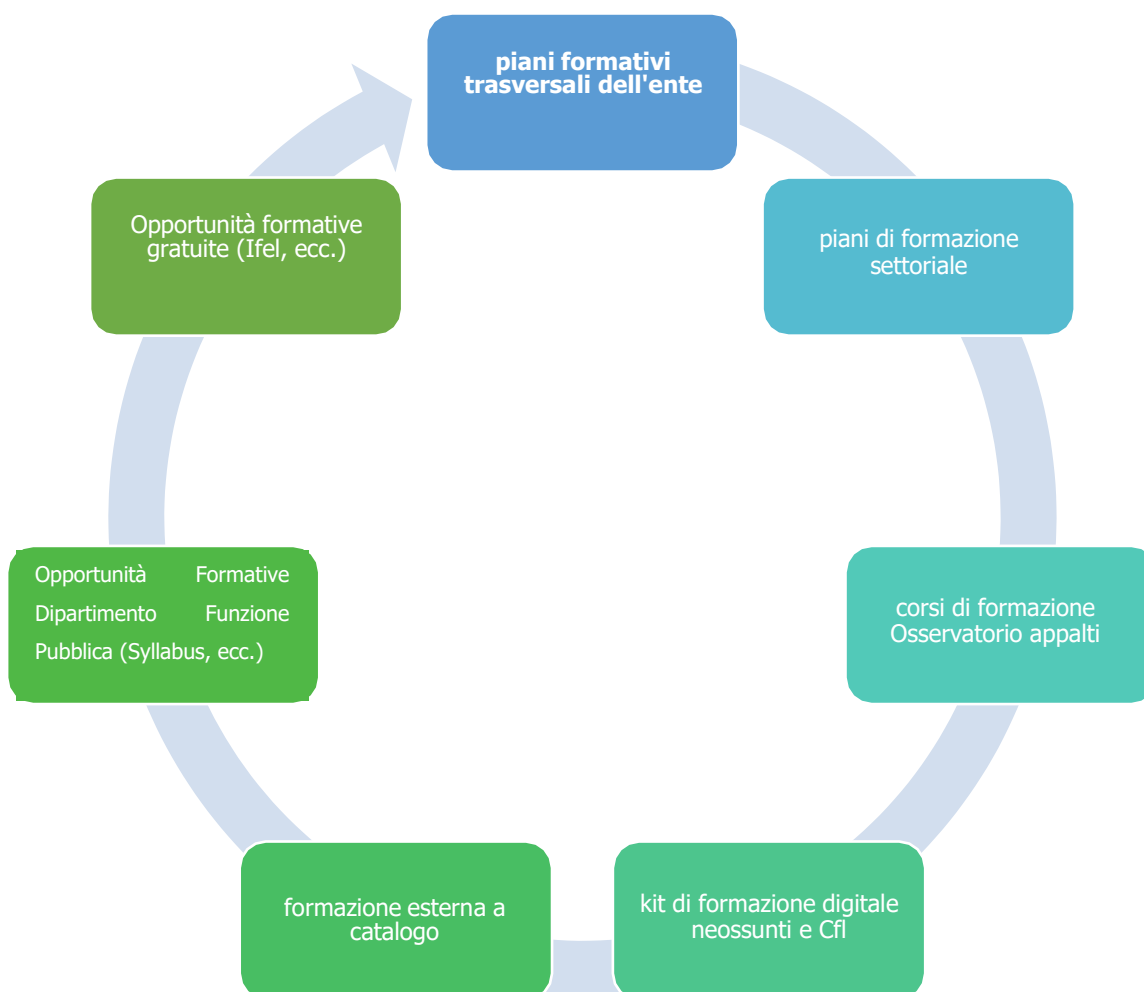 piani formativi
trasversali dell'ente
piani di formazione
settoriale
corsi di formazione
Osservatorio appalti
kit di formazione digitale
neossunti e Cfl
formazione esterna a
catalogo
Opportunità Formative
Dipartimento Funzione
Pubblica (Syllabus, ecc.)
Opportunità formative
gratuite (Ifel, ecc.)